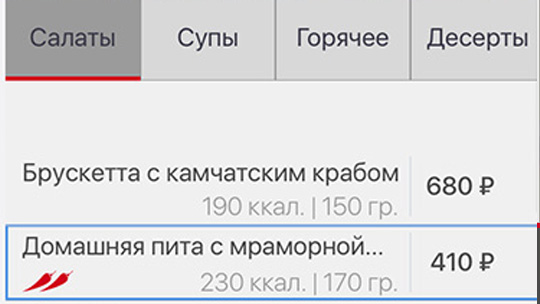 Салаты Супы Горячее Десерты
Брускетта с камчатским крабом 680 ₽
190 ккал. | 150 гр.
Домашняя пита с мраморной... 410 ₽
230 ккал. | 170 гр.